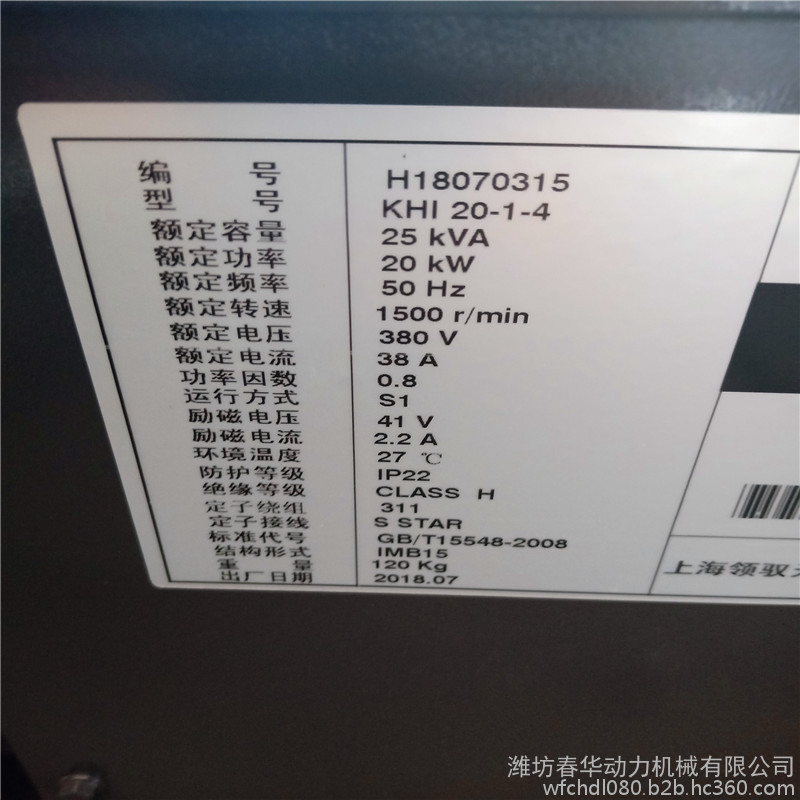 编号 H18070315
型号 KHI 20-1-4
额定容量 25 kVA
额定功率 20 kW
额定频率 50 Hz
额定转速 1500 r/min
额定电压 380 V
额定电流 38 A
功率因数 0.8
运行方式 S1
励磁电压 41 V
励磁电流 2.2 A
环境温度 27 ℃
防护等级 IP22
绝缘等级 CLASS H
定子绕组 311
定子接线 S STAR
标准代号 GB/T15548-2008
结构形式 IMB15
重量 120 Kg
出厂日期 2018.07
上海领驭
潍坊春华动力机械有限公司
wfchdl080.b2b.hc360.com